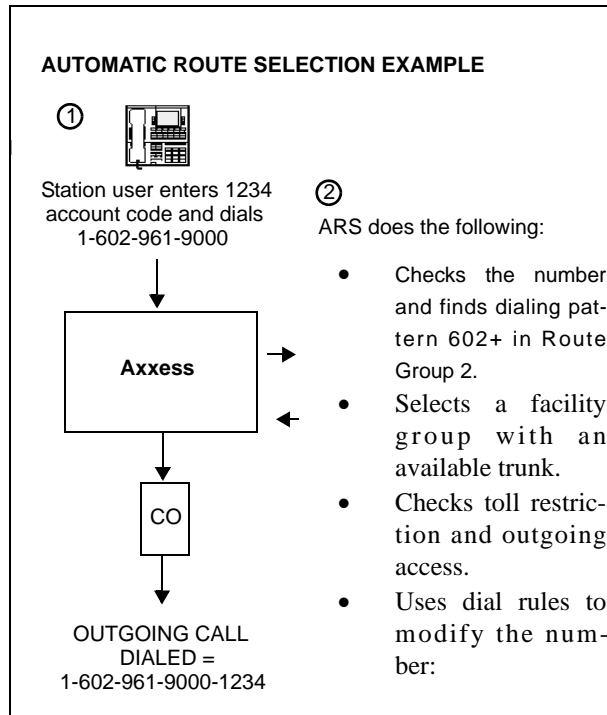 AUTOMATIC ROUTE SELECTION EXAMPLE
1
Station user enters 1234
account code and dials
1-602-961-9000
Axxess
CO
OUTGOING CALL
DIALED =
1-602-961-9000-1234
2
ARS does the following:
• Checks the number
and finds dialing pat-
tern 602+ in Route
Group 2.
• Selects a facility
group with an
available trunk.
• Checks toll restric-
tion and outgoing
access.
• Uses dial rules to
modify the num-
ber: